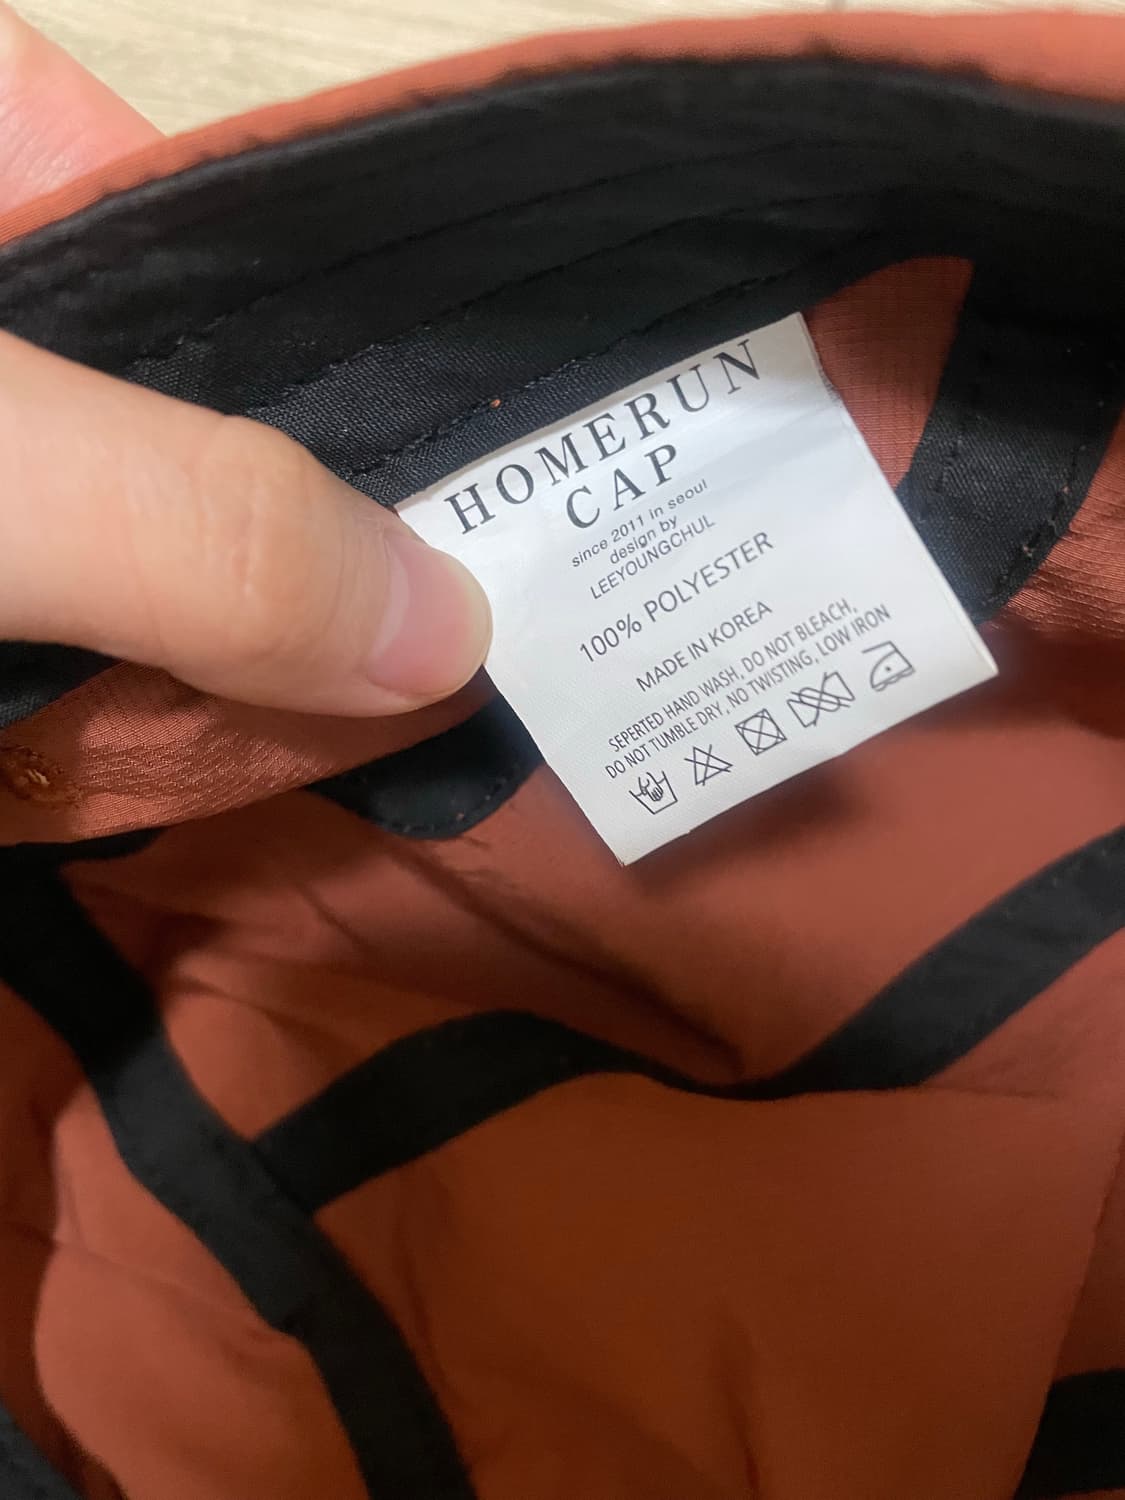 HOMERUN
CAP
since 2011 in seoul
design by
LEEYOUNGCHUL
100% POLYESTER
MADE IN KOREA
SEPERTED HAND WASH, DO NOT BLEACH,
DO NOT TUMBLE DRY, NO TWISTING, LOW IRON